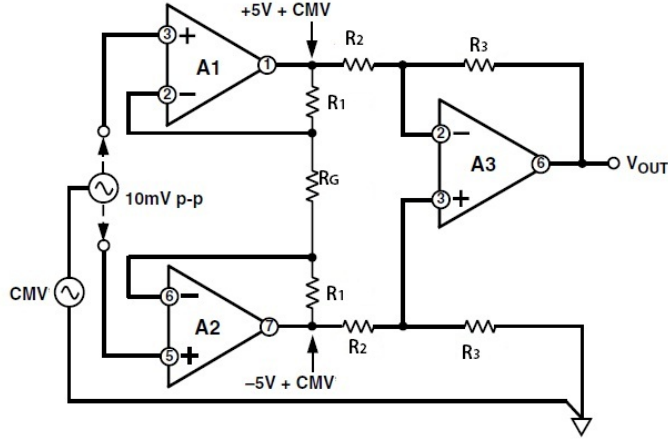 +5V + CMV
R2
R3
3
+
A1
1
2
−
R1
2
−
A3
6
VOUT
RG
10mV p-p
3
+
CMV
6
−
R1
A2
7
5
+
R2
R3
−5V + CMV